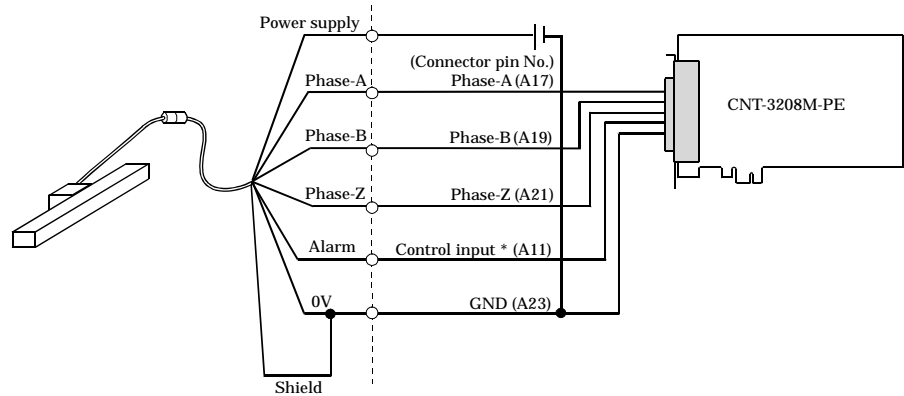 Power supply
(Connector pin No.)
Phase-A Phase-A (A17)
CNT-3208M-PE
Phase-B Phase-B (A19)
Phase-Z Phase-Z (A21)
Alarm Control input * (A11)
0V GND (A23)
Shield